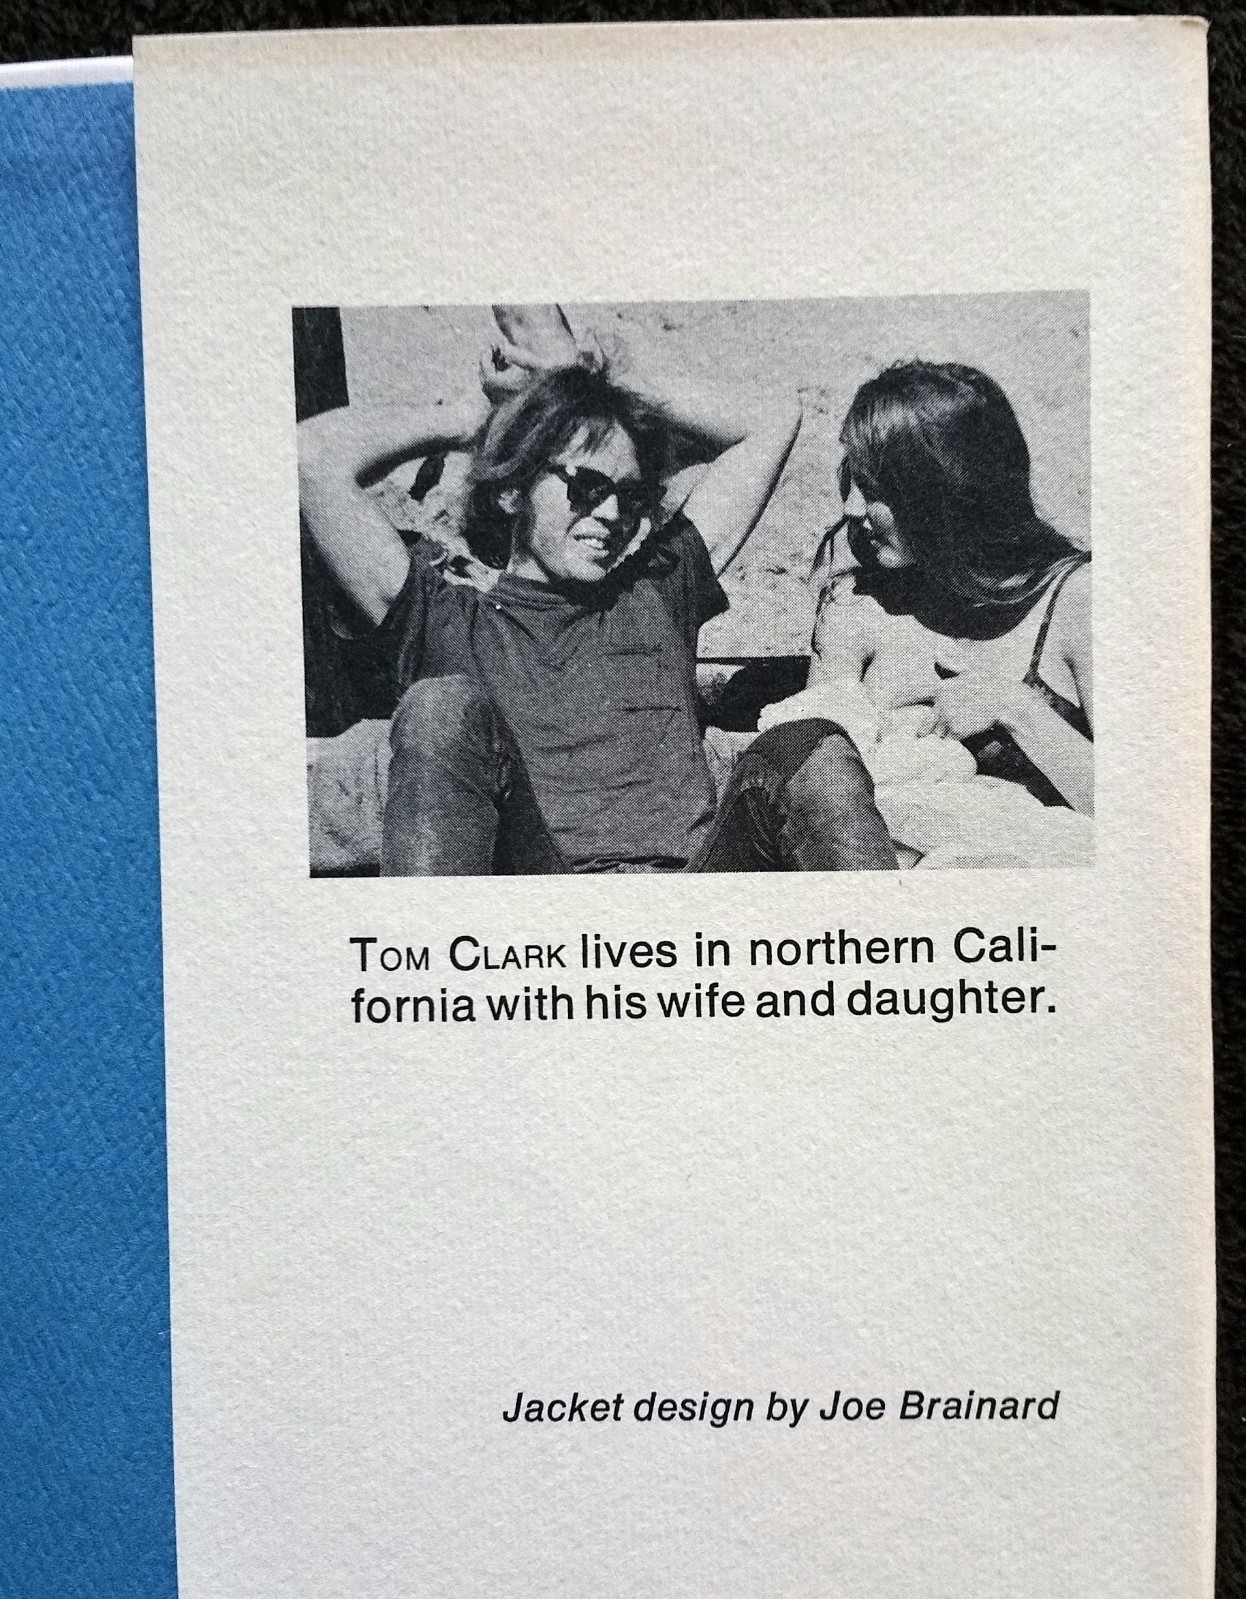 TOM CLARK lives in northern Cali-
fornia with his wife and daughter.
Jacket design by Joe Brainard